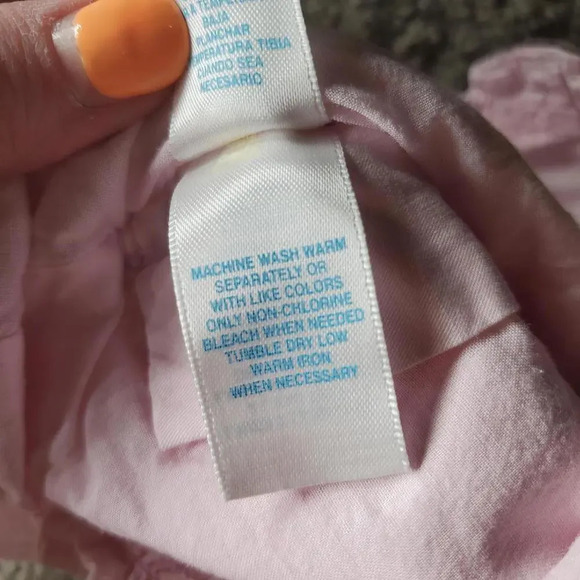 A TEMPE
BAJA
PLANCHAR
TEMPERATURA TIBIA
CUANDO SEA
NECESARIO
MACHINE WASH WARM
SEPARATELY OR
WITH LIKE COLORS
ONLY NON-CHLORINE
BLEACH WHEN NEEDED
TUMBLE DRY LOW
WARM IRON
WHEN NECESSARY